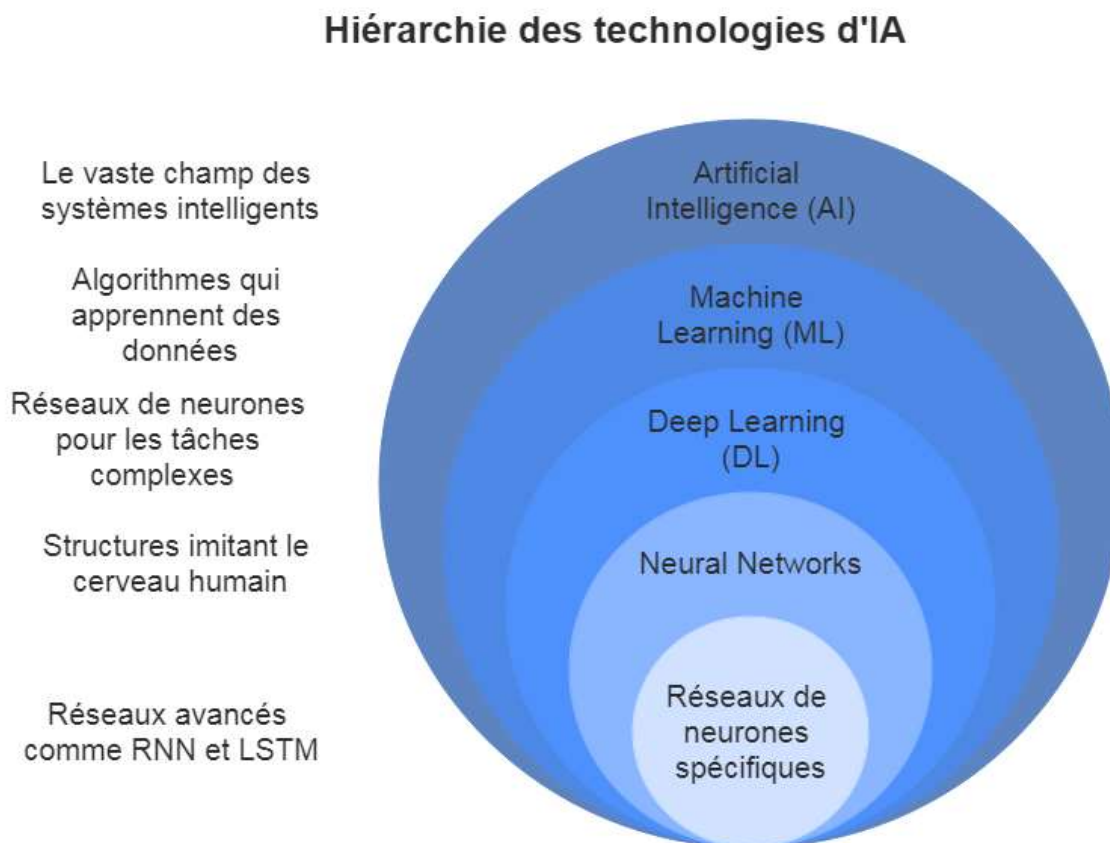 Hiérarchie des technologies d'IA
Le vaste champ des
systèmes intelligents
Artificial
Intelligence (AI)
Algorithmes qui
apprennent des
données
Machine
Learning (ML)
Réseaux de neurones
pour les tâches
complexes
Deep Learning
(DL)
Structures imitant le
cerveau humain
Neural Networks
Réseaux avancés
comme RNN et LSTM
Réseaux de
neurones
spécifiques